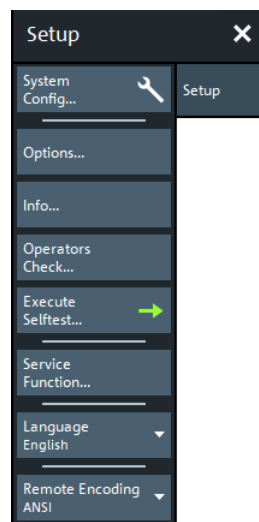 Setup
System
Config...
Setup
Options...
Info...
Operators
Check...
Execute
Selftest...
Service
Function...
Language
English
Remote Encoding
ANSI